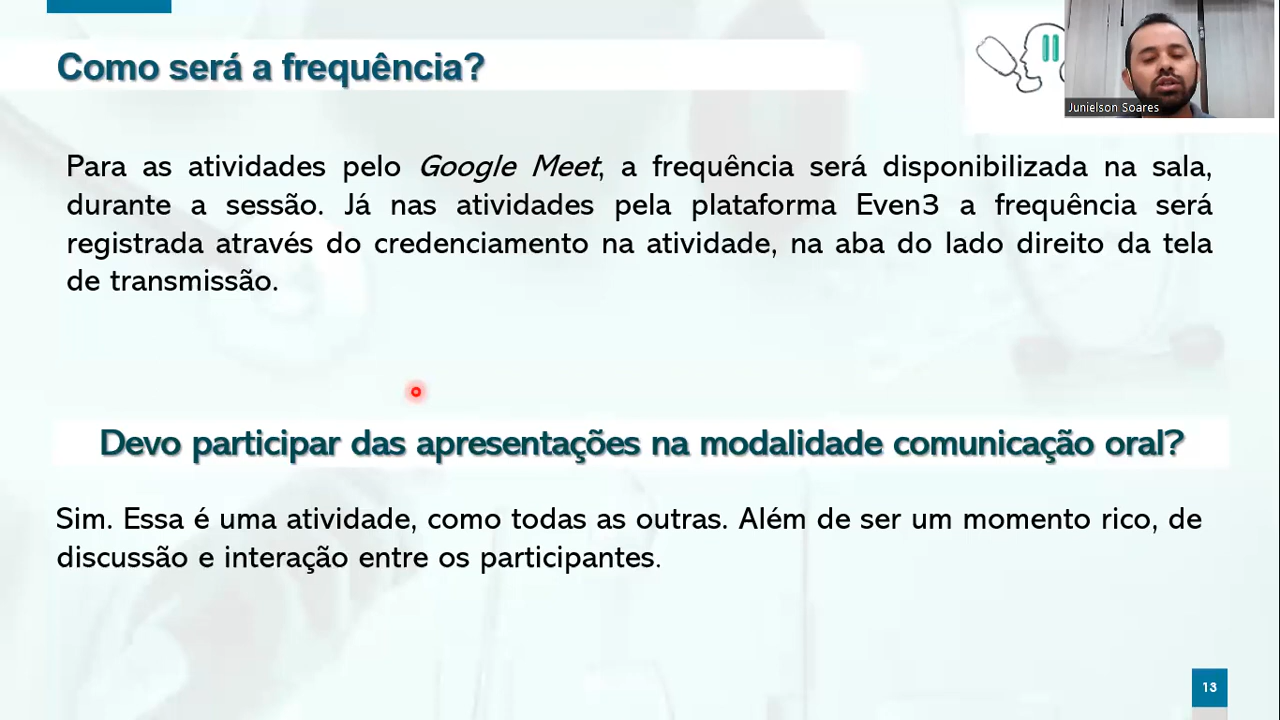 Como será a frequência?
Junielson Soares
Para as atividades pelo Google Meet, a frequência será disponibilizada na sala,
durante a sessão. Já nas atividades pela plataforma Even3 a frequência será
registrada através do credenciamento na atividade, na aba do lado direito da tela
de transmissão.
Devo participar das apresentações na modalidade comunicação oral?
Sim. Essa é uma atividade, como todas as outras. Além de ser um momento rico, de
discussão e interação entre os participantes.
13